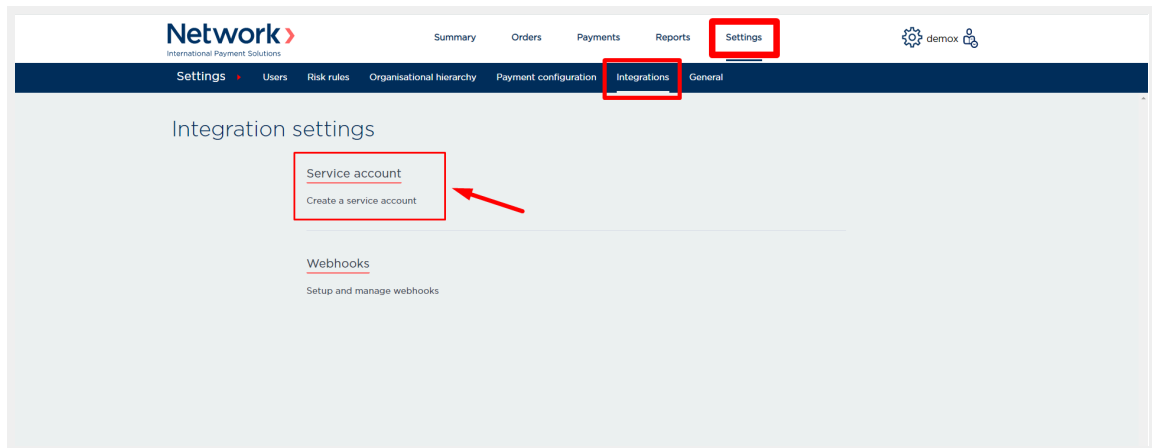 Network
International Payment Solutions
Summary Orders Payments Reports Settings
demox
Settings Users Risk rules Organisational hierarchy Payment configuration Integrations General
Integration settings
Service account
Create a service account
Webhooks
Setup and manage webhooks